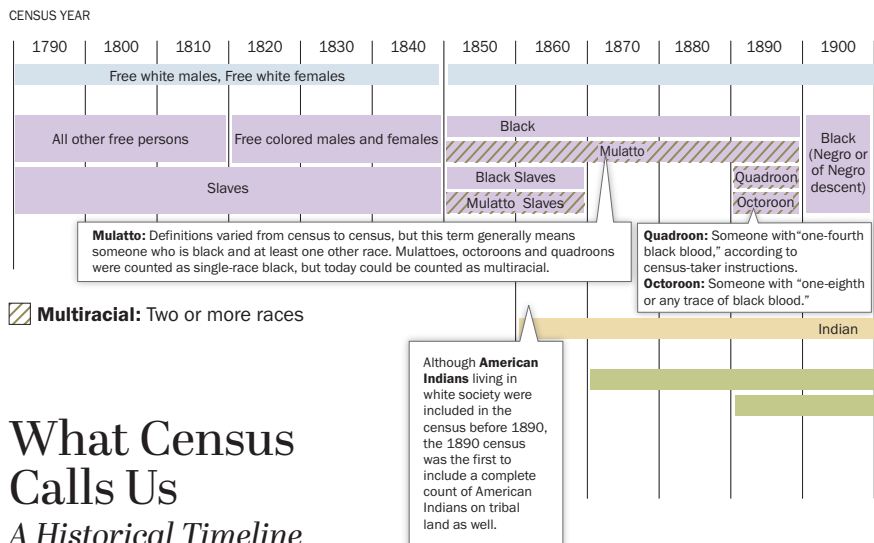 CENSUS YEAR
1790 1800 1810 1820 1830 1840 1850 1860 1870 1880 1890 1900
Free white males, Free white females
All other free persons
Free colored males and females
Slaves
Black
Mulatto
Black Slaves
Mulatto Slaves
Quadroon
Octoroon
Black
(Negro or
of Negro
descent)
Mulatto: Definitions varied from census to census, but this term generally means
someone who is black and at least one other race. Mulattoes, octoroons and quadroons
were counted as single-race black, but today could be counted as multiracial.
Quadroon: Someone with“one-fourth
black blood,” according to
census-taker instructions.
Octoroon: Someone with “one-eighth
or any trace of black blood.”
Multiracial: Two or more races
Indian
Although American
Indians living in
white society were
included in the
census before 1890,
the 1890 census
was the first to
include a complete
count of American
Indians on tribal
land as well.
What Census
Calls Us
A Historical Timeline